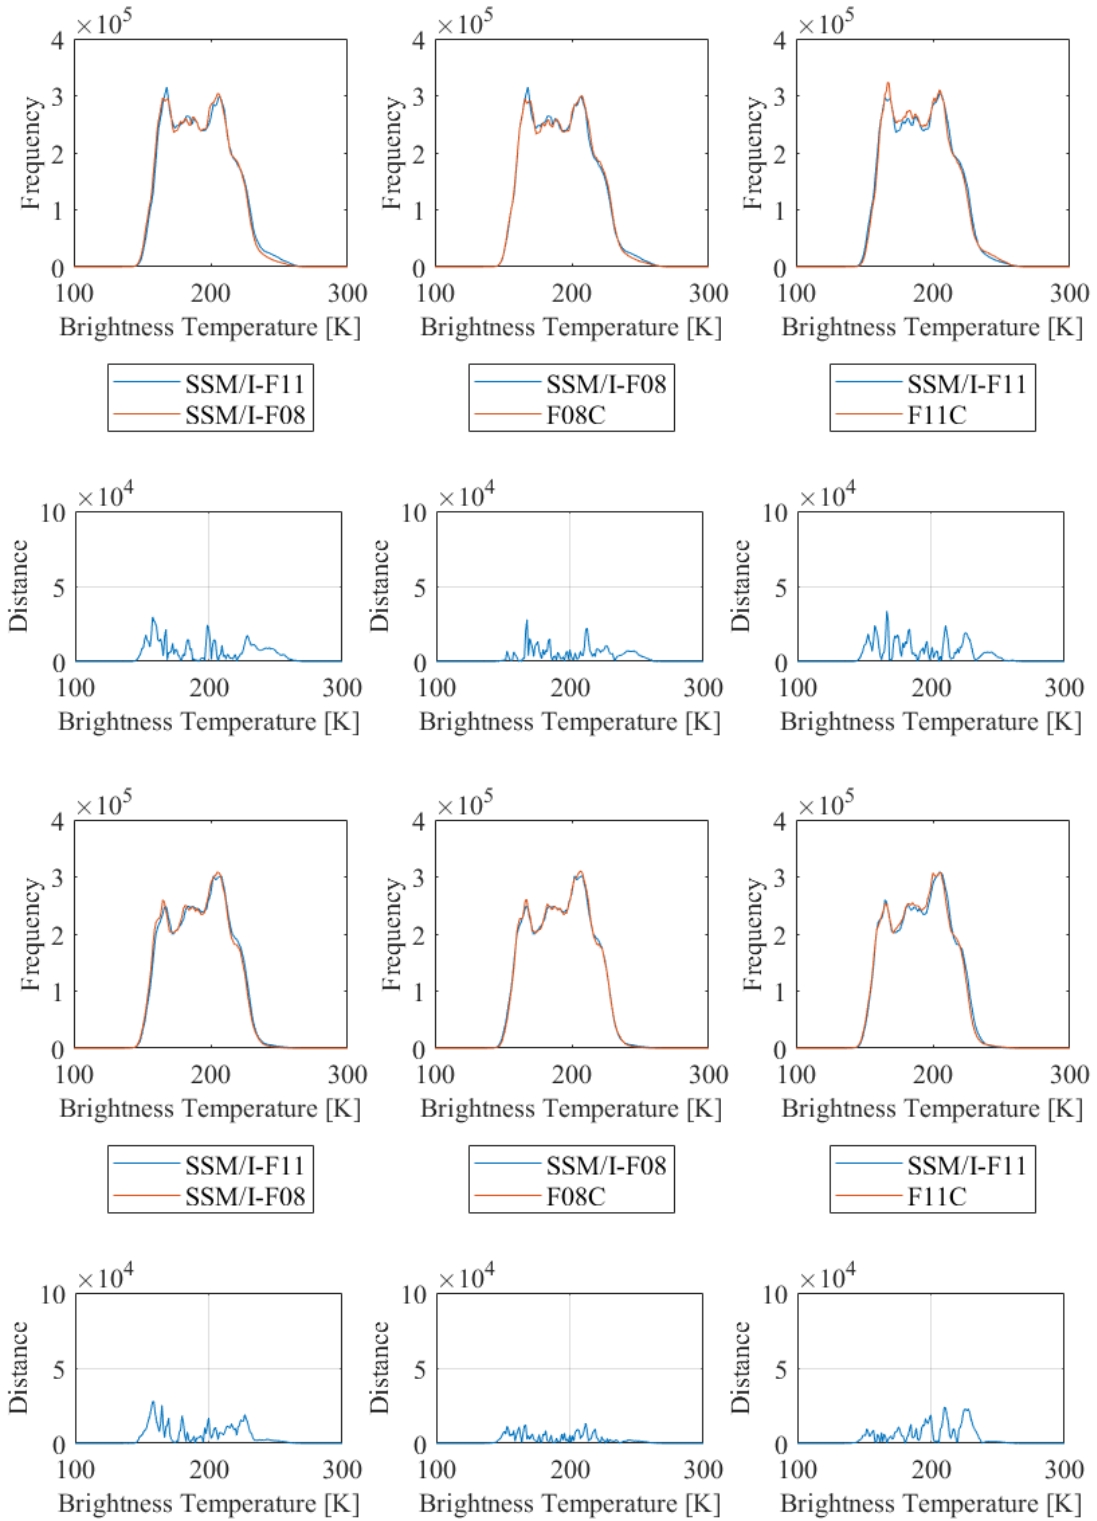 ×10^5 ×10^5 ×10^5
4 4 4
3 3 3
2 2 2
1 1 1
0 0 0
Frequency Frequency Frequency
100 200 300 100 200 300 100 200 300
Brightness Temperature [K] Brightness Temperature [K] Brightness Temperature [K]
SSM/I-F11 SSM/I-F08 SSM/I-F11
SSM/I-F08 F08C F11C
×10^4 ×10^4 ×10^4
10 10 10
5 5 5
0 0 0
Distance Distance Distance
100 200 300 100 200 300 100 200 300
Brightness Temperature [K] Brightness Temperature [K] Brightness Temperature [K]
×10^5 ×10^5 ×10^5
4 4 4
3 3 3
2 2 2
1 1 1
0 0 0
Frequency Frequency Frequency
100 200 300 100 200 300 100 200 300
Brightness Temperature [K] Brightness Temperature [K] Brightness Temperature [K]
SSM/I-F11 SSM/I-F08 SSM/I-F11
SSM/I-F08 F08C F11C
×10^4 ×10^4 ×10^4
10 10 10
5 5 5
0 0 0
Distance Distance Distance
100 200 300 100 200 300 100 200 300
Brightness Temperature [K] Brightness Temperature [K] Brightness Temperature [K]